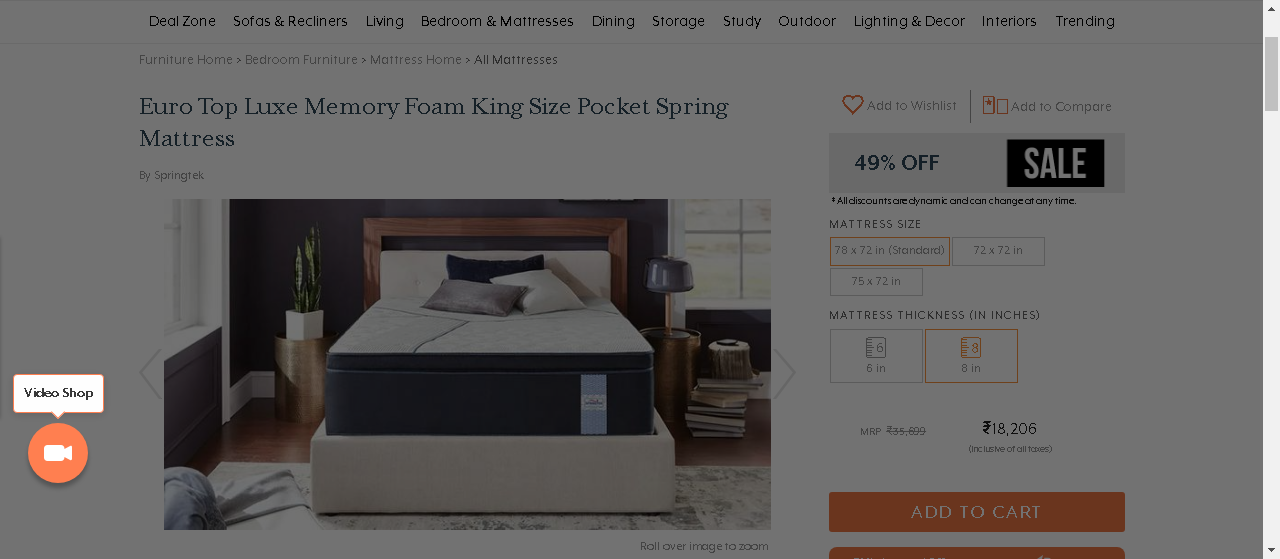 Deal Zone Sofas & Recliners Living Bedroom & Mattresses Dining Storage Study Outdoor Lighting & Decor Interiors Trending
Furniture Home > Bedroom Furniture > Mattress Home > All Mattresses
Euro Top Luxe Memory Foam King Size Pocket Spring
Mattress
By Springtek
Add to Wishlist
Add to Compare
49% OFF
SALE
* All discounts are dynamic and can change at any time.
MATTRESS SIZE
78 x 72 in (Standard)
72 x 72 in
75 x 72 in
MATTRESS THICKNESS (IN INCHES)
6
8
6 in
8 in
Video Shop
MRP ₹35,699
₹18,206
(Inclusive of all taxes)
ADD TO CART
Roll over image to zoom